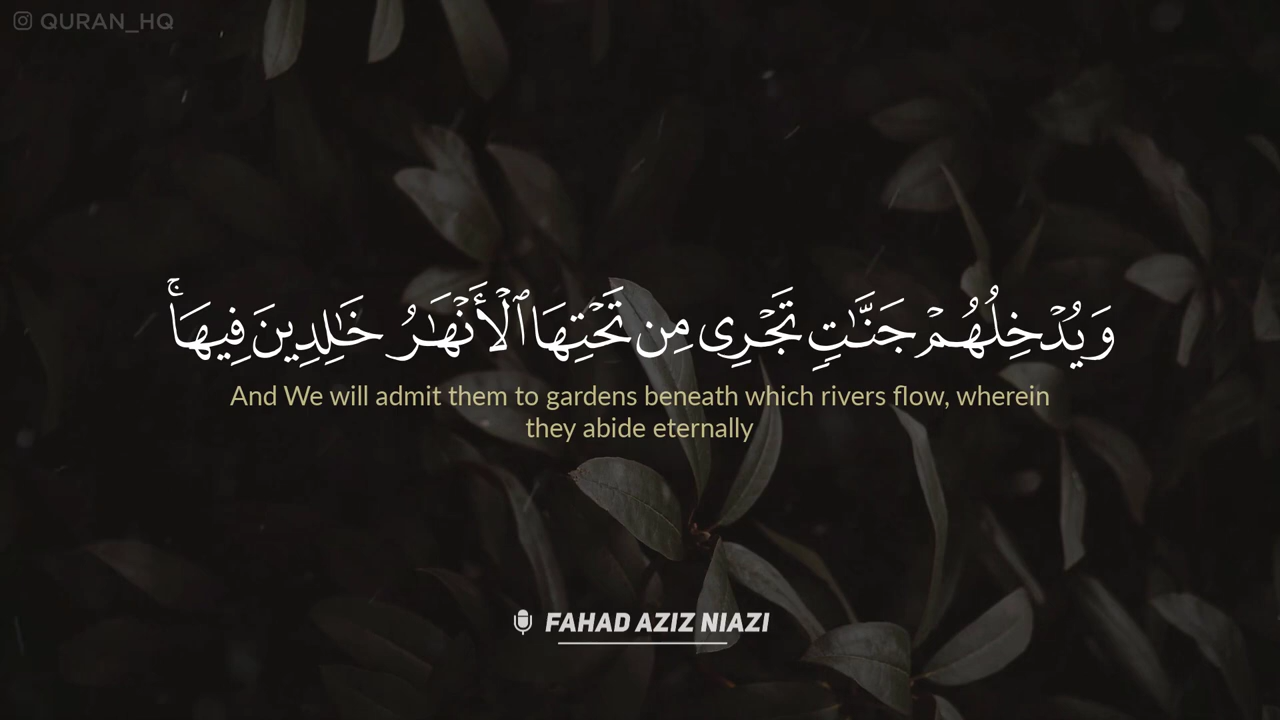 QURAN_HQ
وَيُدْخِلُهُمْ جَنَّٰتٍ تَجْرِى مِن تَحْتِهَا ٱلْأَنْهَٰرُ خَٰلِدِينَ فِيهَا ۚ
And We will admit them to gardens beneath which rivers flow, wherein
they abide eternally
FAHAD AZIZ NIAZI